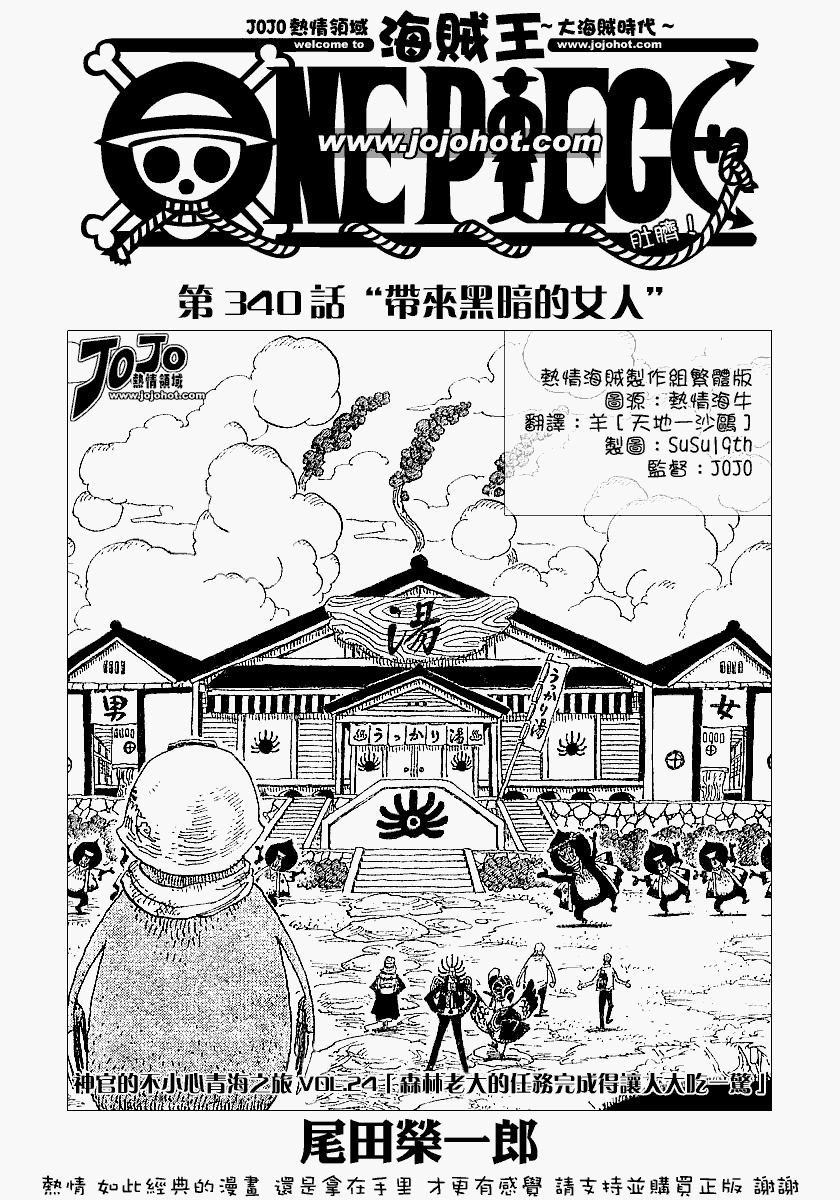 JOJO 熱情領域 海賊王 ~大海賊時代~
welcome to www.jojohot.com
ONE PIECE
www.jojohot.com
肚臍！
第340話 “帶來黑暗的女人”
JOJO
熱情領域
www.jojohot.com
熱情海賊製作組繁體版
圖源：熱情海牛
翻譯：羊[天地一沙鷗]
製圖：SuSu19th
監督：JOJO
湯
うっかり湯
男
女
♨うっかり湯♨
神官的不小心青海之旅 VOL.24「森林老大的任務完成得讓人大吃一驚」
尾田榮一郎
熱情 如此經典的漫畫 還是拿在手里 才更有感覺 請支持並購買正版 謝謝